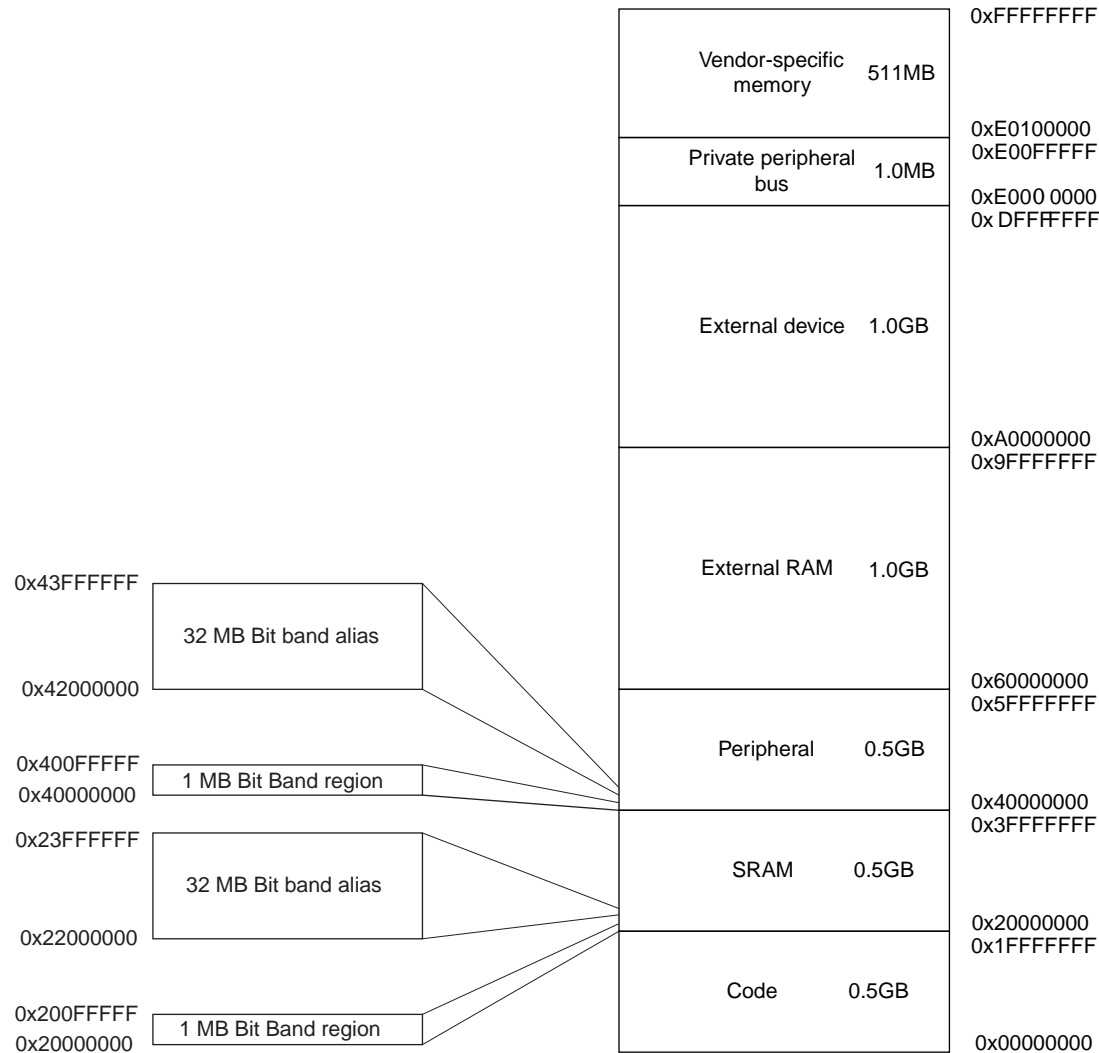 0xFFFFFFFF
Vendor-specific
memory
511MB
0xE0100000
0xE00FFFFF
Private peripheral
bus
1.0MB
0xE000 0000
0x DFFFFFFF
External device 1.0GB
0xA0000000
0x9FFFFFFF
External RAM 1.0GB
0x60000000
0x5FFFFFFF
Peripheral 0.5GB
0x40000000
0x3FFFFFFF
SRAM 0.5GB
0x20000000
0x1FFFFFFF
Code 0.5GB
0x00000000
0x43FFFFFF
32 MB Bit band alias
0x42000000
0x400FFFFF
1 MB Bit Band region
0x40000000
0x23FFFFFF
32 MB Bit band alias
0x22000000
0x200FFFFF
1 MB Bit Band region
0x20000000